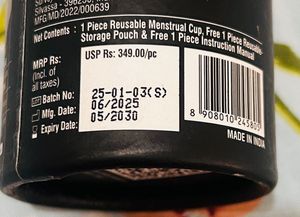 Silvassa - 396230,
MFG/MD/2022/000639
Net Contents : 1 Piece Reusable Menstrual Cup, Free 1 Piece Reusable
Storage Pouch & Free 1 Piece Instruction Manual
MRP Rs:
(Incl. of
all taxes)
USP Rs: 349.00/pc
Batch No:
Mfg. Date:
Expiry Date:
25-01-03(S)
06/2025
05/2030
8 908010 245805
MADE IN INDIA